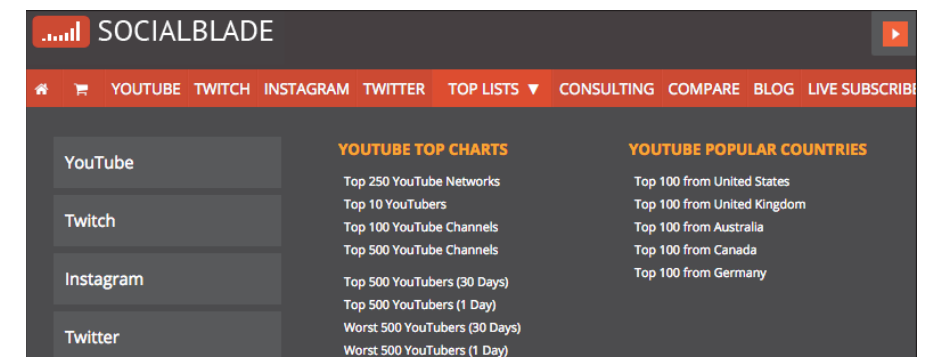 SOCIALBLADE
YOUTUBE TWITCH INSTAGRAM TWITTER TOP LISTS ▼ CONSULTING COMPARE BLOG LIVE SUBSCRIBE
YouTube
Twitch
Instagram
Twitter
YOUTUBE TOP CHARTS
Top 250 YouTube Networks
Top 10 YouTubers
Top 100 YouTube Channels
Top 500 YouTube Channels
Top 500 YouTubers (30 Days)
Top 500 YouTubers (1 Day)
Worst 500 YouTubers (30 Days)
Worst 500 YouTubers (1 Day)
YOUTUBE POPULAR COUNTRIES
Top 100 from United States
Top 100 from United Kingdom
Top 100 from Australia
Top 100 from Canada
Top 100 from Germany